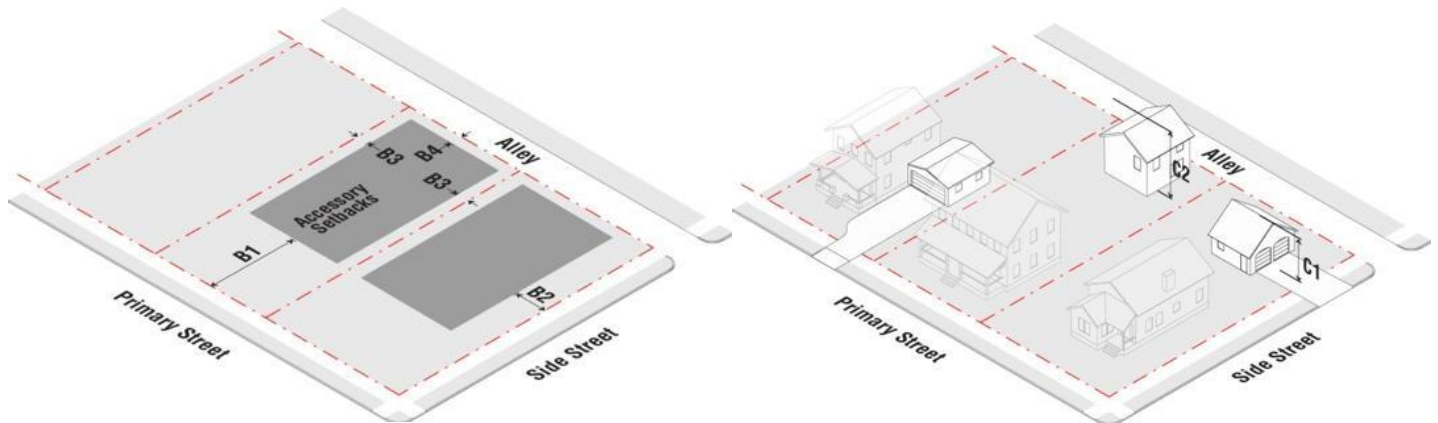 Alley
B3
B4
B3
Accessory
Setbacks
B1
B2
Primary Street
Side Street
Alley
C2
C1
Primary Street
Side Street